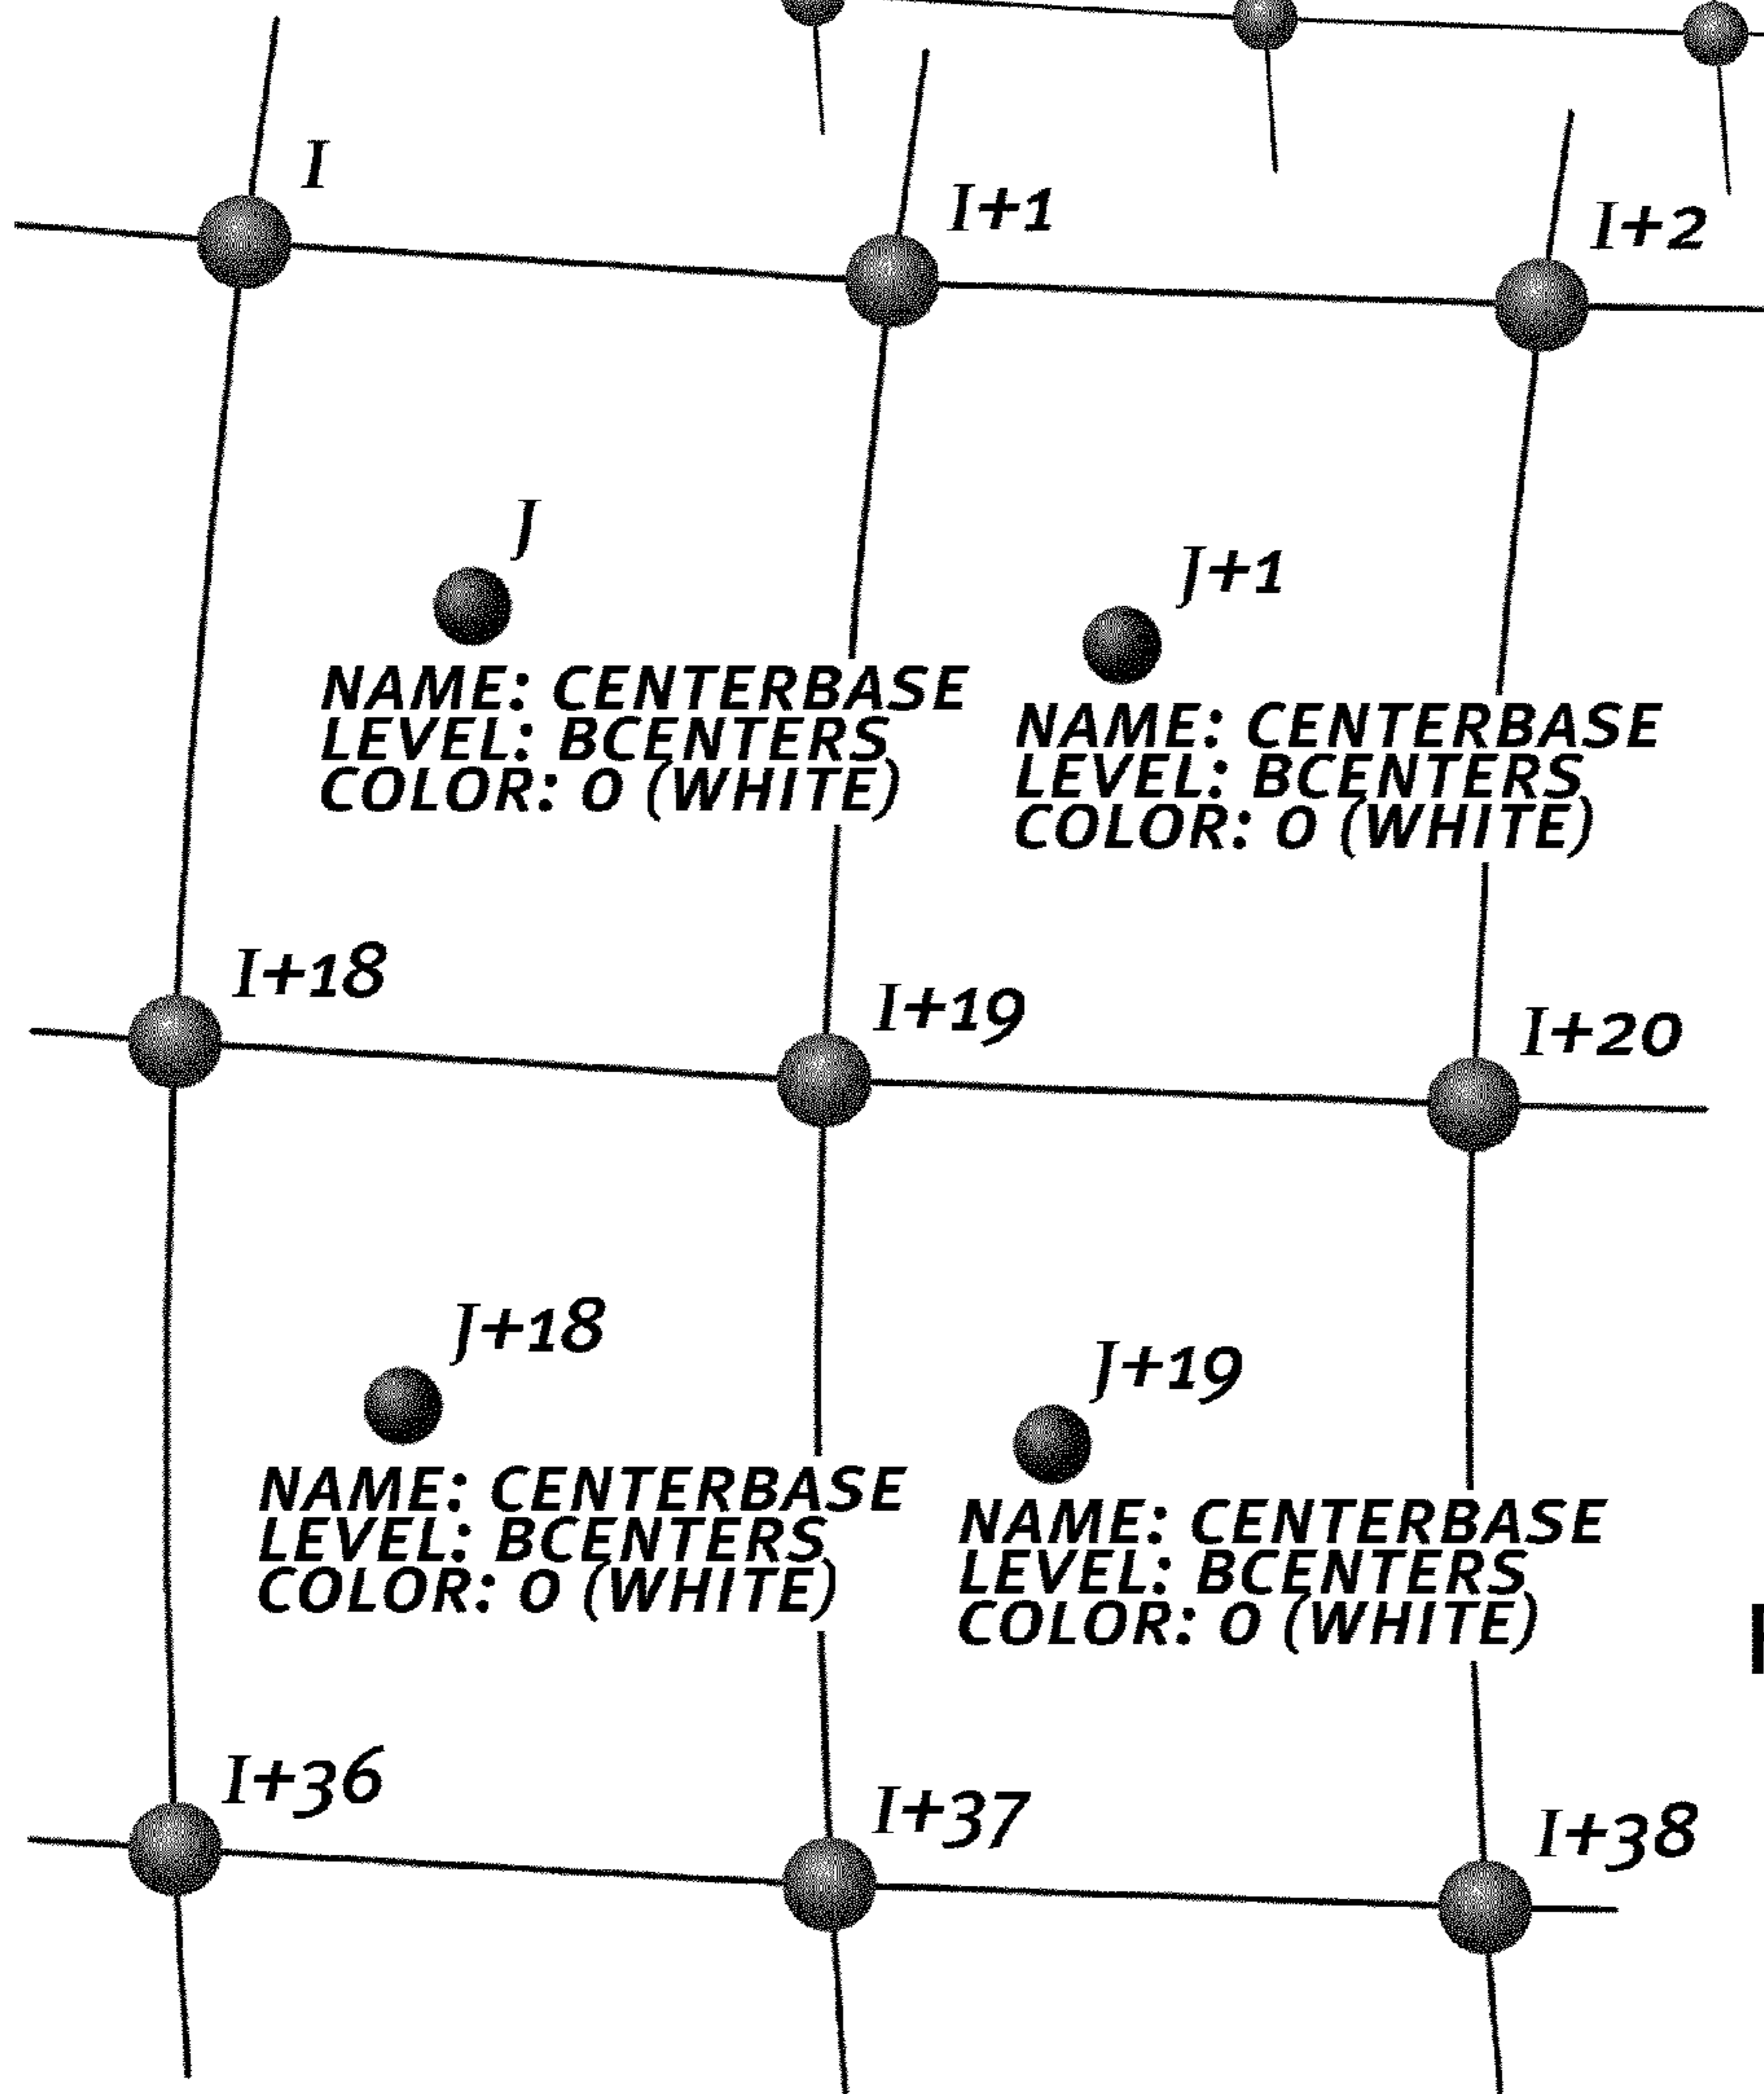 I
I+1
I+2
J
J+1
NAME: CENTERBASE
LEVEL: BCENTERS
COLOR: 0 (WHITE)
NAME: CENTERBASE
LEVEL: BCENTERS
COLOR: 0 (WHITE)
I+18
I+19
I+20
J+18
J+19
NAME: CENTERBASE
LEVEL: BCENTERS
COLOR: 0 (WHITE)
NAME: CENTERBASE
LEVEL: BCENTERS
COLOR: 0 (WHITE)
I+36
I+37
I+38